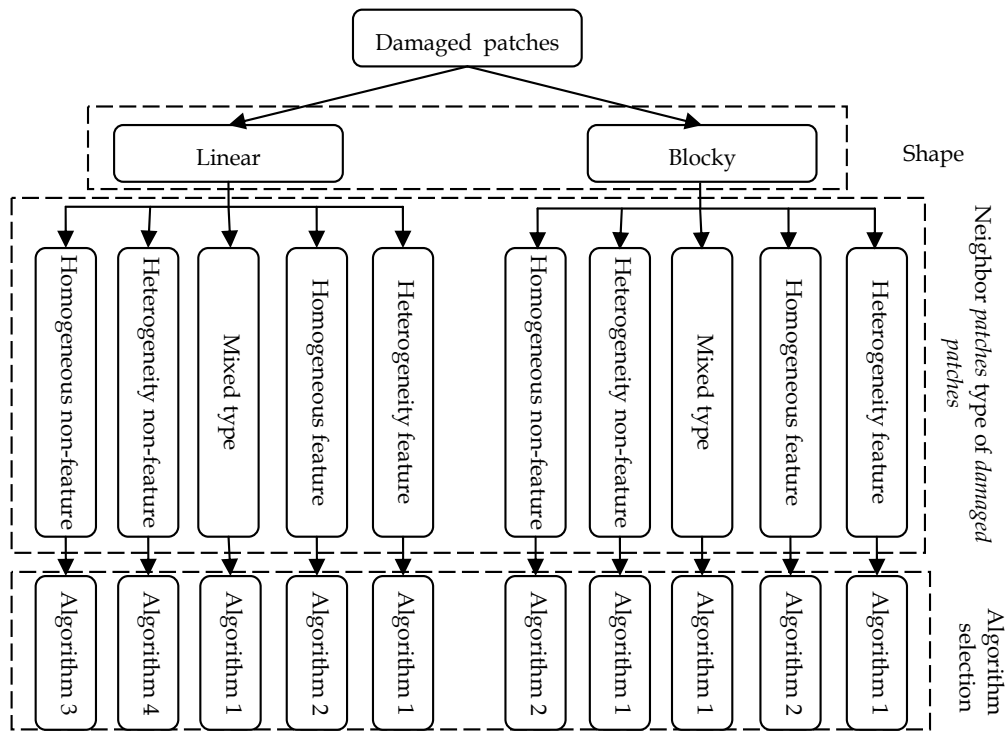 Damaged patches
Linear
Blocky
Shape
Homogeneous non-feature
Heterogeneity non-feature
Mixed type
Homogeneous feature
Heterogeneity feature
Homogeneous non-feature
Heterogeneity non-feature
Mixed type
Homogeneous feature
Heterogeneity feature
Neighbor patches type of damaged
patches
Algorithm 3
Algorithm 4
Algorithm 1
Algorithm 2
Algorithm 1
Algorithm 2
Algorithm 1
Algorithm 1
Algorithm 2
Algorithm 1
Algorithm
selection